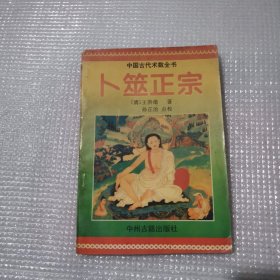 中国古代术数全书
卜筮正宗
〔清〕王洪绪 著
孙正治 点校
中州古籍出版社